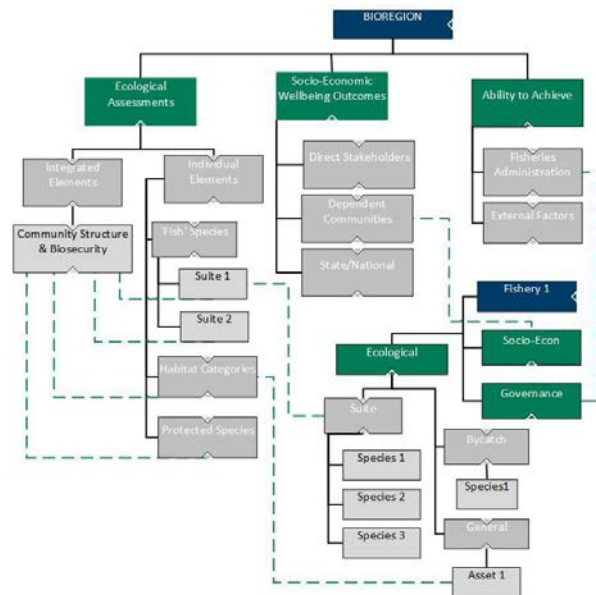 BIOREGION
Ecological
Assessments
Socio-Economic
Wellbeing Outcomes
Ability to Achieve
Integrated
Elements
Individual
Elements
Direct Stakeholders
Fisheries
Administration
Community Structure
& Biosecurity
'Fish' Species
Dependent
Communities
External Factors
Suite 1
State/National
Suite 2
Fishery 1
Socio-Econ
Ecological
Habitat Categories
Governance
Suite
Protected Species
Bycatch
Species 1
Species1
Species 2
General
Species 3
Asset 1